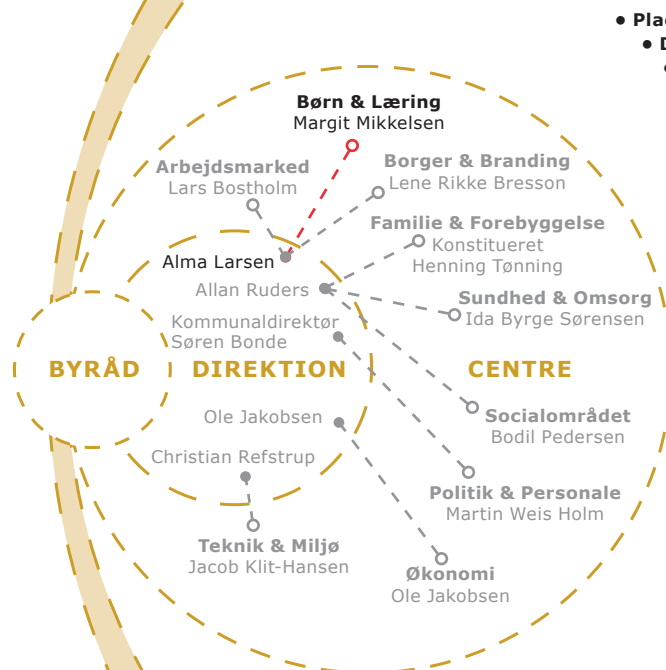 • Pla
• D
•
Børn & Læring
Margit Mikkelsen
Arbejdsmarked
Lars Bostholm
Borger & Branding
Lene Rikke Bresson
Familie & Forebyggelse
Konstitueret
Henning Tønning
Alma Larsen
Allan Ruders
Sundhed & Omsorg
Ida Byrge Sørensen
Kommunaldirektør
Søren Bonde
BYRÅD
DIREKTION
CENTRE
Ole Jakobsen
Socialområdet
Bodil Pedersen
Christian Refstrup
Politik & Personale
Martin Weis Holm
Teknik & Miljø
Jacob Klit-Hansen
Økonomi
Ole Jakobsen